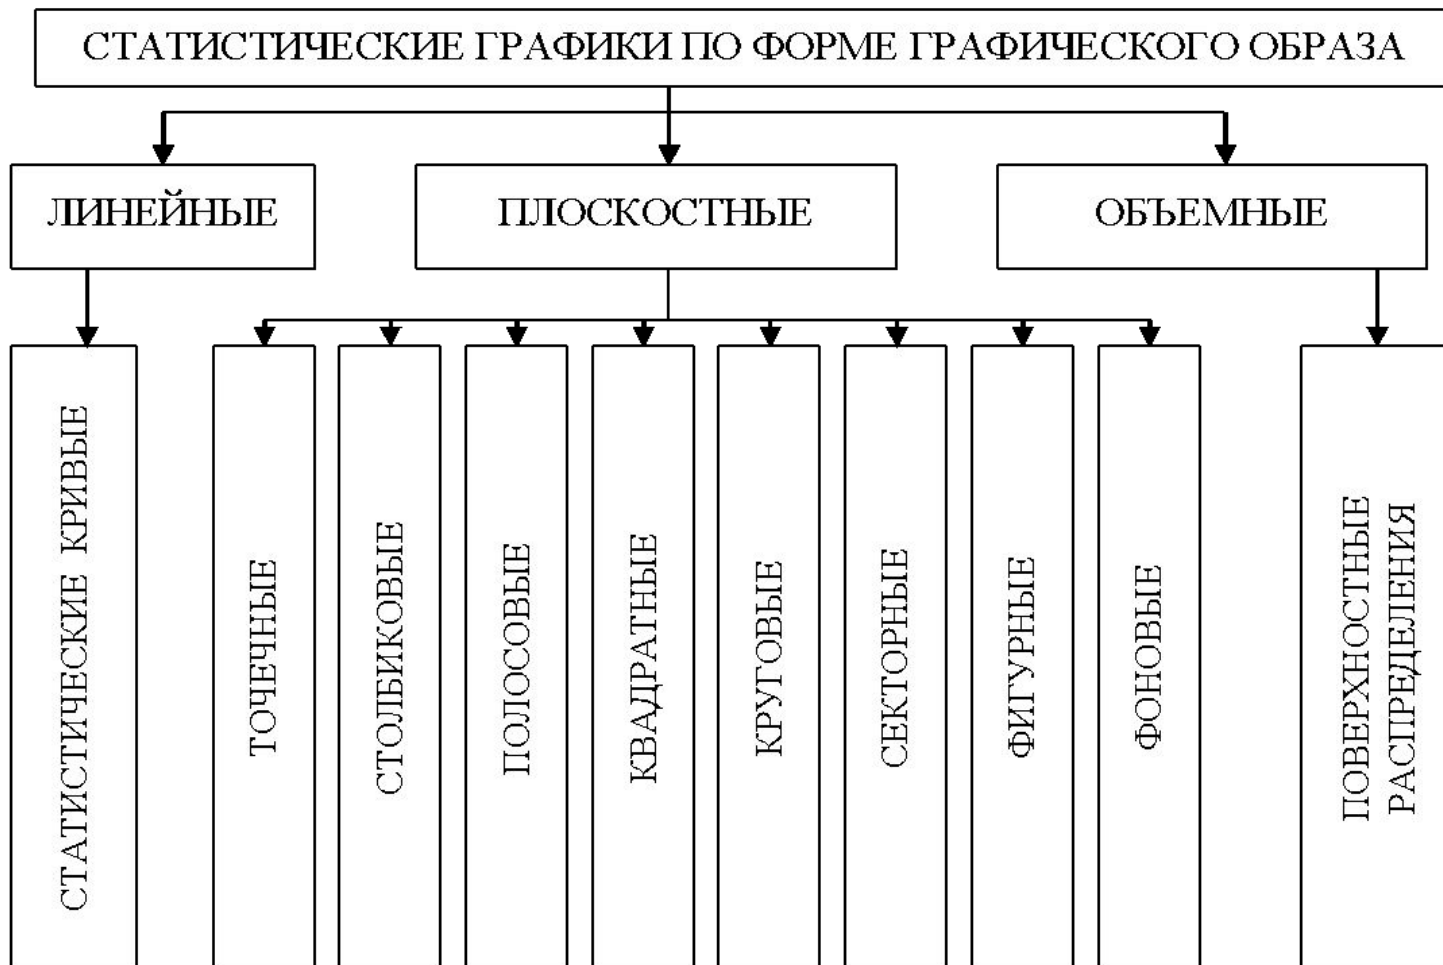 СТАТИСТИЧЕСКИЕ ГРАФИКИ ПО ФОРМЕ ГРАФИЧЕСКОГО ОБРАЗА
ЛИНЕЙНЫЕ
ПЛОСКОСТНЫЕ
ОБЪЕМНЫЕ
СТАТИСТИЧЕСКИЕ КРИВЫЕ
ТОЧЕЧНЫЕ
СТОЛБИКОВЫЕ
ПОЛОСОВЫЕ
КВАДРАТНЫЕ
КРУГОВЫЕ
СЕКТОРНЫЕ
ФИГУРНЫЕ
ФОНОВЫЕ
ПОВЕРХНОСТНЫЕ
РАСПРЕДЕЛЕНИЯ